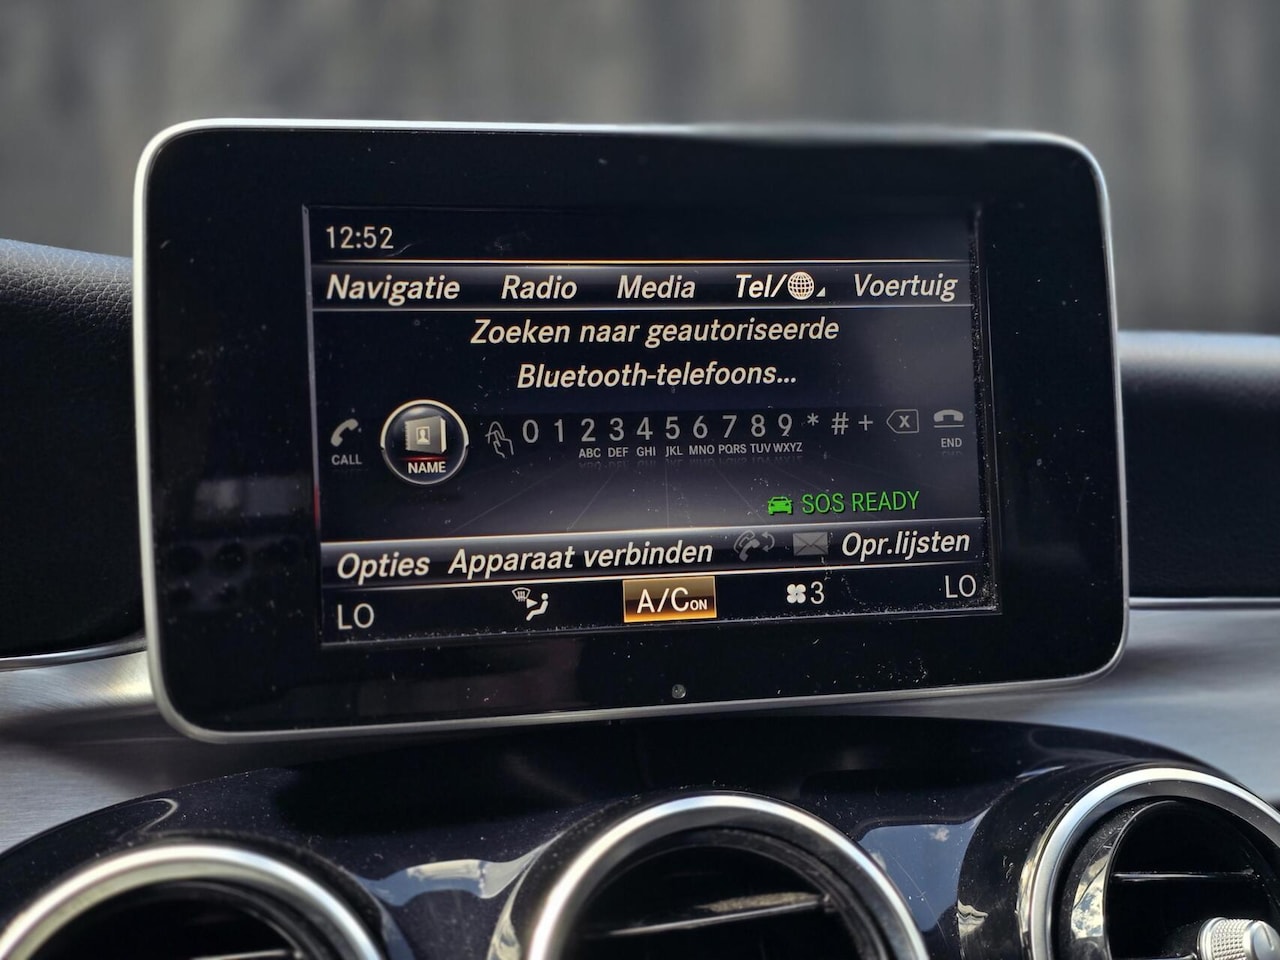 12:52
Navigatie Radio Media Tel/ Voertuig
Zoeken naar geautoriseerde
Bluetooth-telefoons...
0 1 2 3 4 5 6 7 8 9 * # + X
CALL NAME ABC DEF GHI JKL MNO PQRS TUV WXYZ END
SOS READY
Opties Apparaat verbinden Opr.lijsten
LO A/C ON 3 LO